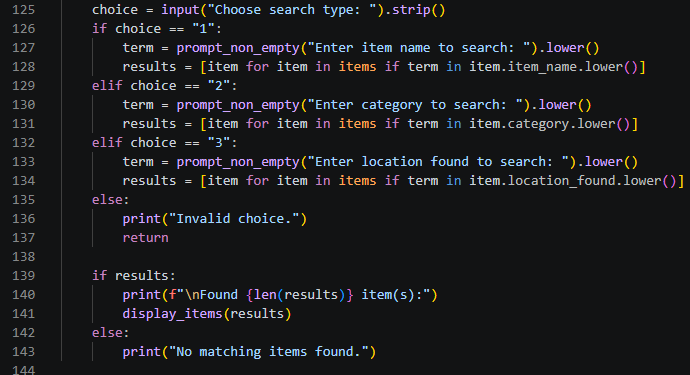 125 choice = input("Choose search type: ").strip()
126 if choice == "1":
127 term = prompt_non_empty("Enter item name to search: ").lower()
128 results = [item for item in items if term in item.item_name.lower()]
129 elif choice == "2":
130 term = prompt_non_empty("Enter category to search: ").lower()
131 results = [item for item in items if term in item.category.lower()]
132 elif choice == "3":
133 term = prompt_non_empty("Enter location found to search: ").lower()
134 results = [item for item in items if term in item.location_found.lower()]
135 else:
136 print("Invalid choice.")
137 return
138
139 if results:
140 print(f"\nFound {len(results)} item(s):")
141 display_items(results)
142 else:
143 print("No matching items found.")
144